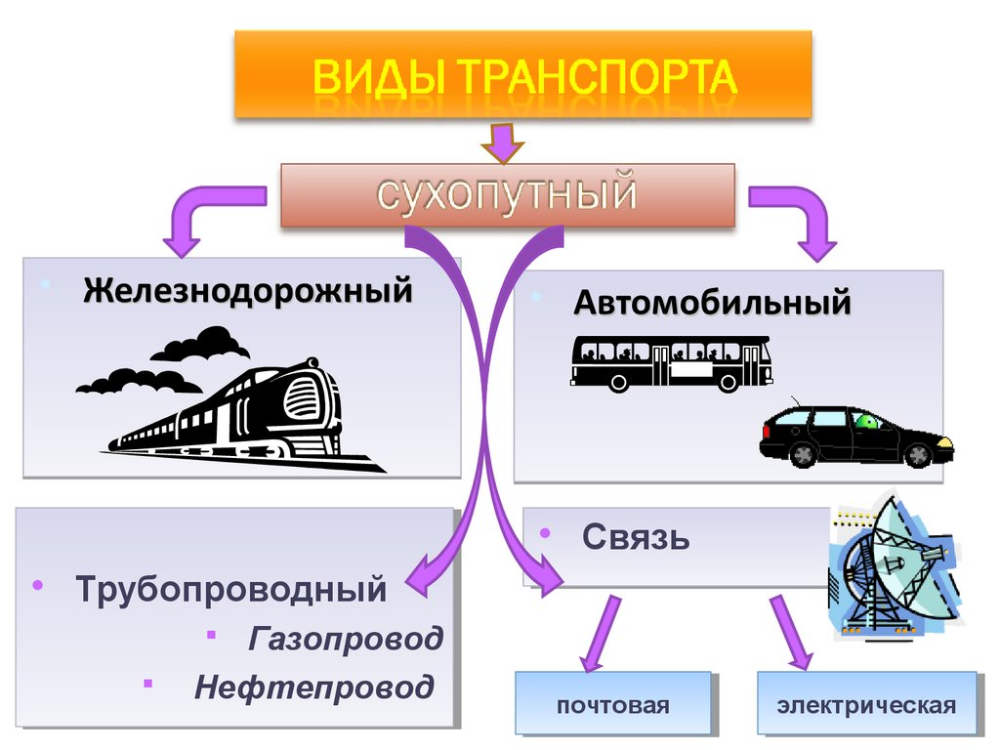 ВИДЫ ТРАНСПОРТА
СУХОПУТНЫЙ
• Железнодорожный
• Автомобильный
• Трубопроводный
▪ Газопровод
▪ Нефтепровод
• Связь
почтовая
электрическая